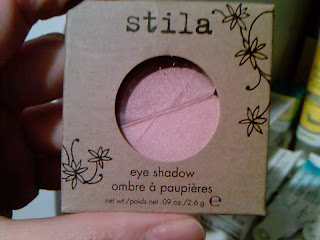 stila
eye shadow
ombre à paupières
net wt./poids net .09 oz./2.6 g e